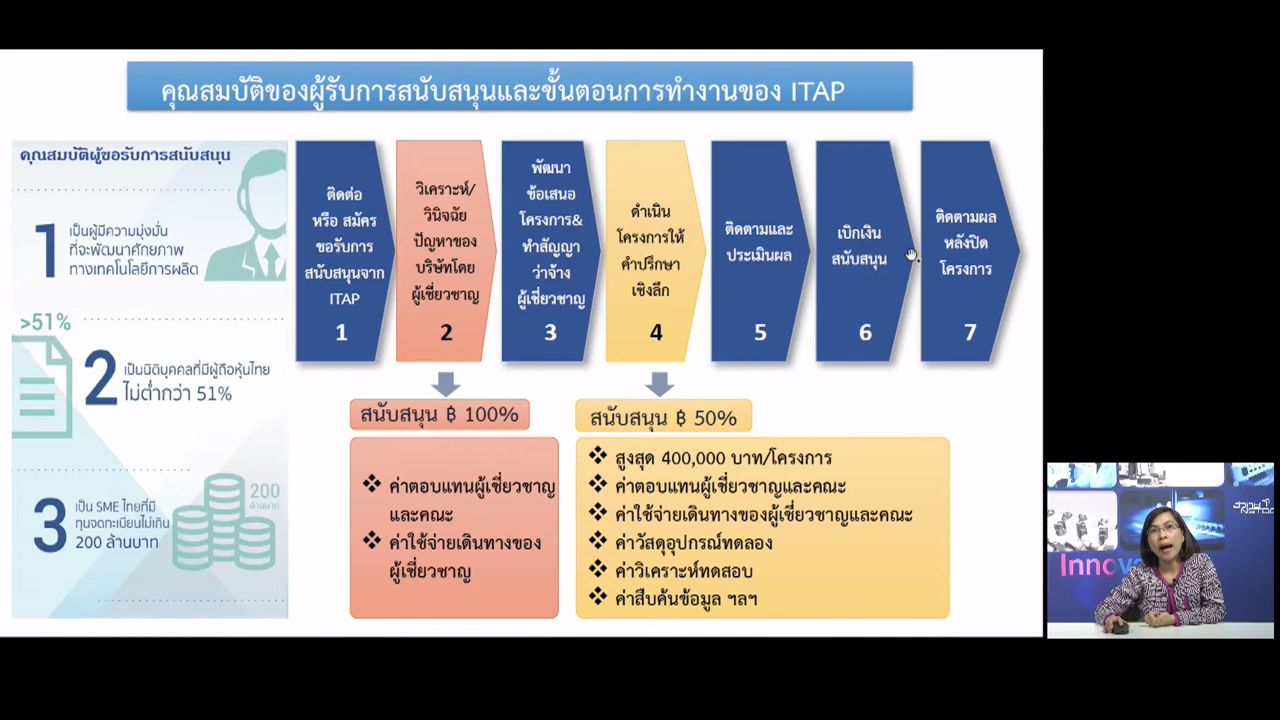 คุณสมบัติของผู้รับการสนับสนุนและขั้นตอนการทำงานของ ITAP
คุณสมบัติผู้ขอรับการสนับสนุน
1
เป็นผู้มีความมุ่งมั่น
ที่จะพัฒนาศักยภาพ
ทางเทคโนโลยีการผลิต
>51%
2
เป็นนิติบุคคลที่มีผู้ถือหุ้นไทย
ไม่ต่ำกว่า 51%
3
เป็น SME ไทยที่มี
ทุนจดทะเบียนไม่เกิน
200 ล้านบาท
200
ล้านบาท
ติดต่อ
หรือ สมัคร
ขอรับการ
สนับสนุนจาก
ITAP
1
วิเคราะห์/
วินิจฉัย
ปัญหาของ
บริษัทโดย
ผู้เชี่ยวชาญ
2
พัฒนา
ข้อเสนอ
โครงการ&
ทำสัญญา
ว่าจ้าง
ผู้เชี่ยวชาญ
3
ดำเนิน
โครงการให้
คำปรึกษา
เชิงลึก
4
ติดตามและ
ประเมินผล
5
เบิกเงิน
สนับสนุน
6
ติดตามผล
หลังปิด
โครงการ
7
สนับสนุน ฿ 100%
❖ ค่าตอบแทนผู้เชี่ยวชาญ
และคณะ
❖ ค่าใช้จ่ายเดินทางของ
ผู้เชี่ยวชาญ
สนับสนุน ฿ 50%
❖ สูงสุด 400,000 บาท/โครงการ
❖ ค่าตอบแทนผู้เชี่ยวชาญและคณะ
❖ ค่าใช้จ่ายเดินทางของผู้เชี่ยวชาญและคณะ
❖ ค่าวัสดุอุปกรณ์ทดลอง
❖ ค่าวิเคราะห์ทดสอบ
❖ ค่าสืบค้นข้อมูล ฯลฯ